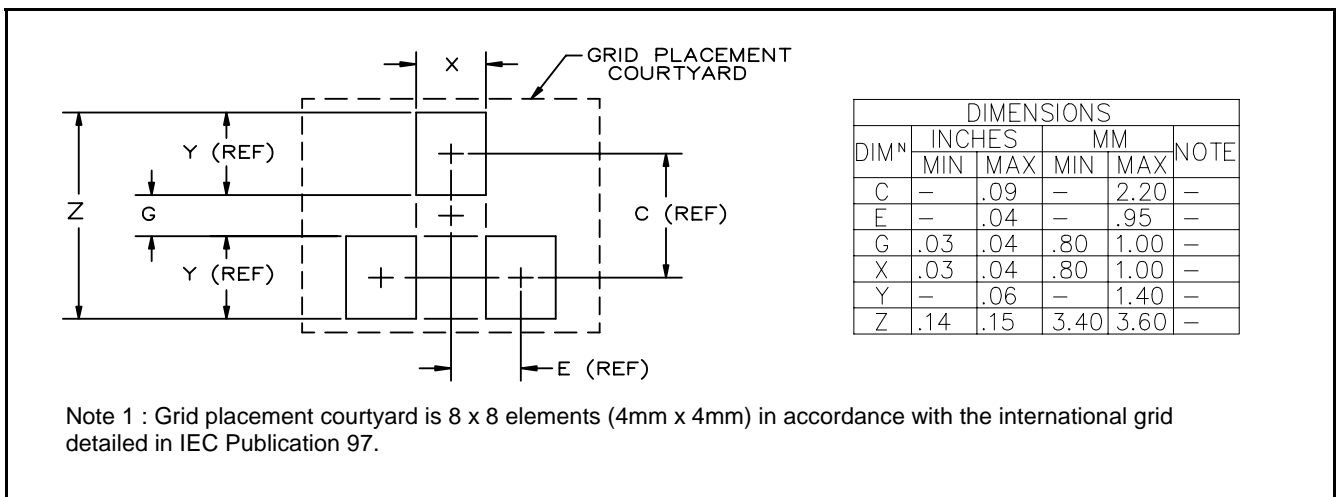 GRID PLACEMENT
COURTYARD
X
Y (REF)
Z
G
C (REF)
Y (REF)
E (REF)
DIMENSIONS
DIMᴺ INCHES MM NOTE
MIN MAX MIN MAX
C – .09 – 2.20 –
E – .04 – .95 –
G .03 .04 .80 1.00 –
X .03 .04 .80 1.00 –
Y – .06 – 1.40 –
Z .14 .15 3.40 3.60 –
Note 1 : Grid placement courtyard is 8 x 8 elements (4mm x 4mm) in accordance with the international grid
detailed in IEC Publication 97.